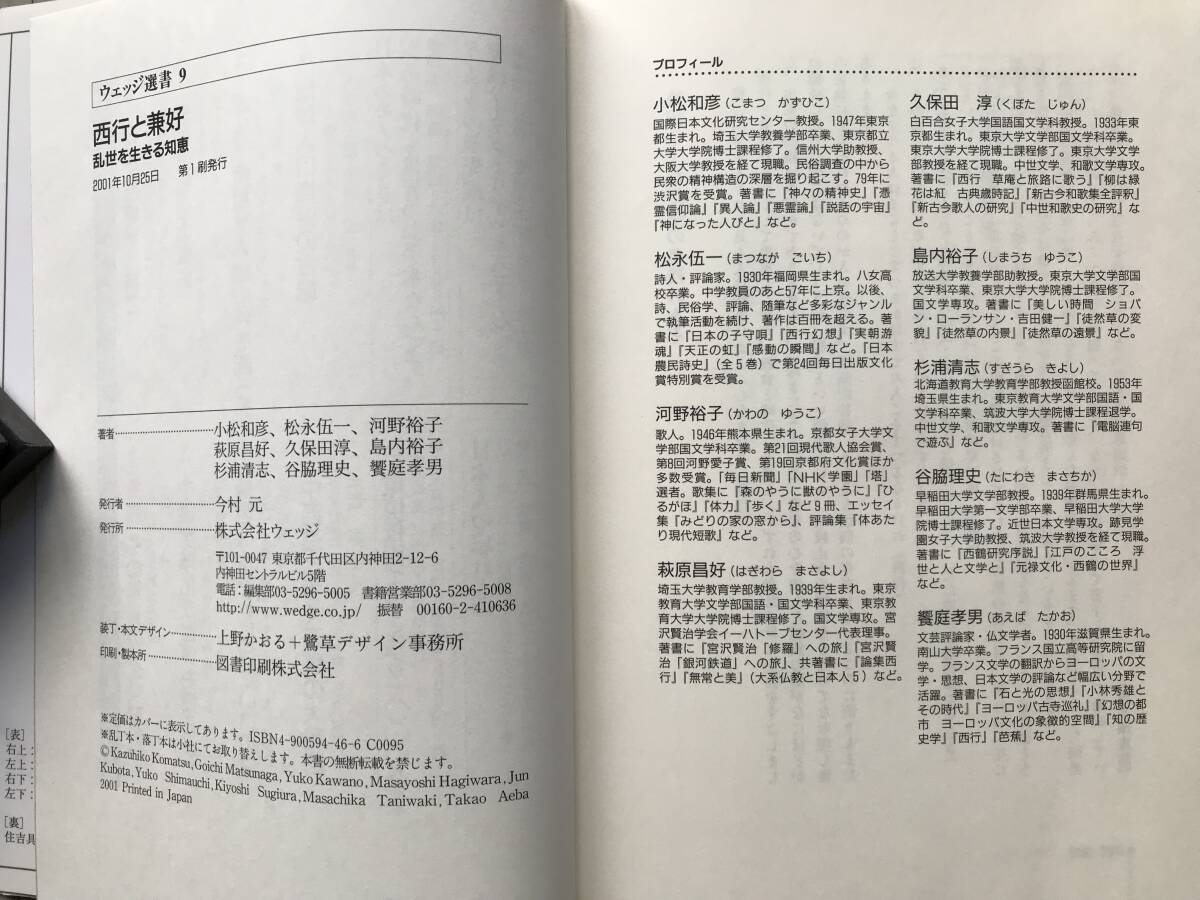 ウェッジ選書 9
西行と兼好
乱世を生きる知恵
2001年10月25日　第1刷発行
著者 小松和彦、松永伍一、河野裕子
萩原昌好、久保田淳、島内裕子
杉浦清志、谷脇理史、饗庭孝男
発行者 今村 元
発行所 株式会社ウェッジ
〒101-0047 東京都千代田区内神田2-12-6
内神田セントラルビル5階
電話：編集部03-5296-5005　書籍営業部03-5296-5008
http://www.wedge.co.jp/　振替　00160-2-410636
装丁・本文デザイン 上野かおる＋鷺草デザイン事務所
印刷・製本所 図書印刷株式会社
※定価はカバーに表示してあります。ISBN4-900594-46-6 C0095
※乱丁本・落丁本は小社にてお取り替えします。本書の無断転載を禁じます。
©Kazuhiko Komatsu, Goichi Matsunaga, Yuko Kawano, Masayoshi Hagiwara, Jun
Kubota, Yuko Shimauchi, Kiyoshi Sugiura, Masachika Taniwaki, Takao Aeba
2001 Printed in Japan
［表］
右上：
左上：
右下：
左下：
［裏］
住吉具
プロフィール
小松和彦（こまつ　かずひこ）
国際日本文化研究センター教授。1947年東京
都生まれ。埼玉大学教養学部卒業、東京都立
大学大学院博士課程修了。信州大学助教授、
大阪大学教授を経て現職。民俗調査の中から
民衆の精神構造の深層を掘り起こす。79年に
渋沢賞を受賞。著書に『神々の精神史』『憑
霊信仰論』『異人論』『悪霊論』『説話の宇宙』
『神になった人びと』など。
松永伍一（まつなが　ごいち）
詩人・評論家。1930年福岡県生まれ。八女高
校卒業。中学教員のあと57年に上京。以後、
詩、民俗学、評論、随筆など多彩なジャンル
で執筆活動を続け、著作は百冊を超える。著
書に『日本の子守唄』『西行幻想』『実朝游
魂』『天正の虹』『感動の瞬間』など。『日本
農民詩史』（全５巻）で第24回毎日出版文化
賞特別賞を受賞。
河野裕子（かわの　ゆうこ）
歌人。1946年熊本県生まれ。京都女子大学文
学部国文学科卒業。第21回現代歌人協会賞、
第8回河野愛子賞、第19回京都府文化賞ほか
多数受賞。『毎日新聞』『NHK学園』『塔』
選者。歌集に『森のやうに獣のやうに』『ひ
るがほ』『体力』『歩く』など９冊、エッセイ
集『みどりの家の窓から』、評論集『体あた
り現代短歌』など。
萩原昌好（はぎわら　まさよし）
埼玉大学教育学部教授。1939年生まれ。東京
教育大学文学部国語・国文学科卒業、東京教
育大学大学院博士課程修了。国文学専攻。宮
沢賢治学会イーハトーブセンター代表理事。
著書に『宮沢賢治「修羅」への旅』『宮沢賢
治「銀河鉄道」への旅』、共著書に『論集西
行』『無常と美』（大系仏教と日本人５）など。
久保田　淳（くぼた　じゅん）
白百合女子大学国語国文学科教授。1933年東
京都生まれ。東京大学文学部国文学科卒業。
東京大学大学院博士課程修了。東京大学文学
部教授を経て現職。中世文学、和歌文学専攻。
著書に『西行　草庵と旅路に歌う』『柳は緑
花は紅　古典歳時記』『新古今和歌集全評釈』
『新古今歌人の研究』『中世和歌史の研究』な
ど。
島内裕子（しまうち　ゆうこ）
放送大学教養学部助教授。東京大学文学部国
文学科卒業、東京大学大学院博士課程修了。
国文学専攻。著書に『美しい時間　ショパ
ン・ローランサン・吉田健一』『徒然草の変
貌』『徒然草の内景』『徒然草の遠景』など。
杉浦清志（すぎうら　きよし）
北海道教育大学教育学部教授函館校。1953年
埼玉県生まれ。東京教育大学文学部国語・国
文学科卒業、筑波大学大学院博士課程退学。
中世文学、和歌文学専攻。著書に『電脳連句
で遊ぶ』など。
谷脇理史（たにわき　まさちか）
早稲田大学文学部教授。1939年群馬県生まれ。
早稲田大学第一文学部卒業、早稲田大学大学
院博士課程修了。近世日本文学専攻。跡見学
園女子大学助教授、筑波大学教授を経て現職。
著書に『西鶴研究序説』『江戸のこころ　浮
世と人と文学と』『元禄文化・西鶴の世界』
など。
饗庭孝男（あえば　たかお）
文芸評論家・仏文学者。1930年滋賀県生まれ。
南山大学卒業。フランス国立高等研究院に留
学。フランス文学の翻訳からヨーロッパの文
学・思想、日本文学の評論など幅広い分野で
活躍。著書に『石と光の思想』『小林秀雄と
その時代』『ヨーロッパ古寺巡礼』『幻想の都
市　ヨーロッパ文化の象徴的空間』『知の歴
史学』『西行』『芭蕉』など。